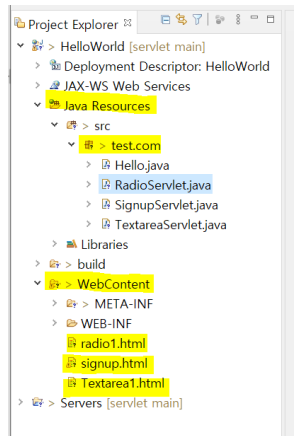 Project Explorer
> HelloWorld [servlet main]
Deployment Descriptor: HelloWorld
JAX-WS Web Services
Java Resources
> src
> test.com
Hello.java
RadioServlet.java
SignupServlet.java
TextareaServlet.java
Libraries
> build
> WebContent
> META-INF
> WEB-INF
radio1.html
signup.html
Textarea1.html
> Servers [servlet main]